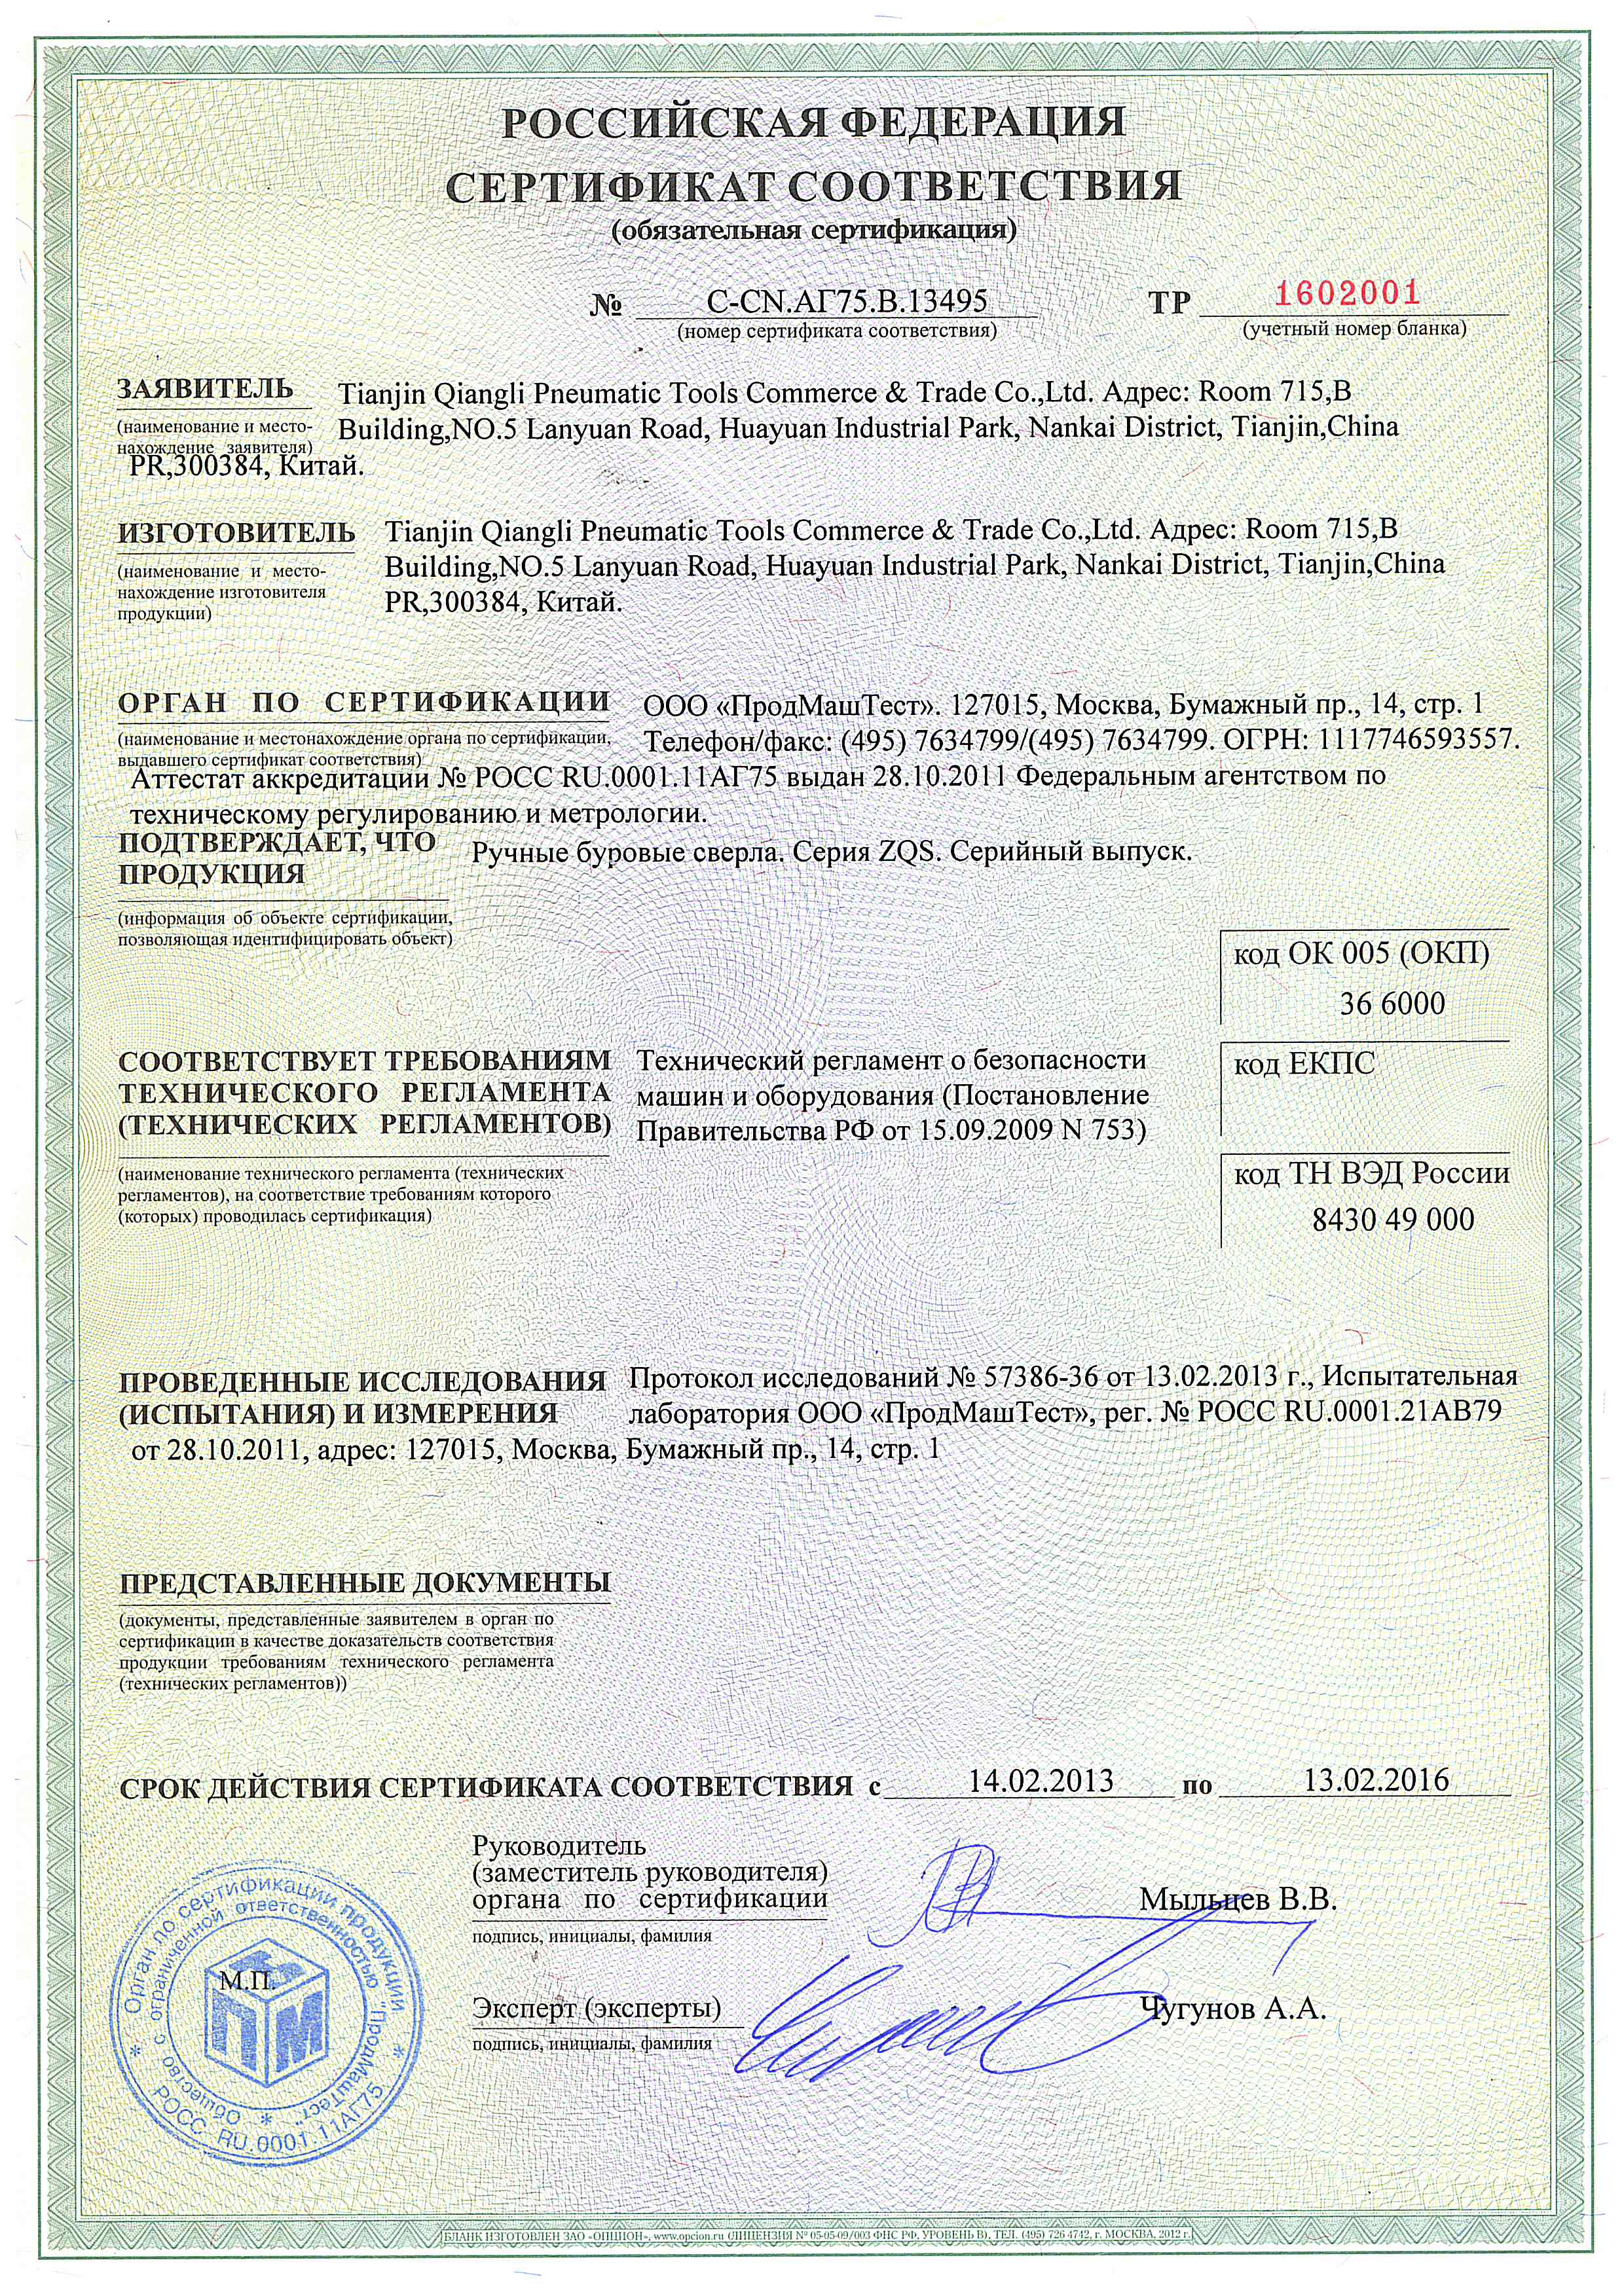 РОССИЙСКАЯ ФЕДЕРАЦИЯ
СЕРТИФИКАТ СООТВЕТСТВИЯ
(обязательная сертификация)
№ C-CN.АГ75.В.13495 ТР 1602001
(номер сертификата соответствия) (учетный номер бланка)
ЗАЯВИТЕЛЬ Tianjin Qiangli Pneumatic Tools Commerce & Trade Co.,Ltd. Адрес: Room 715,B
(наименование и место- Building,NO.5 Lanyuan Road, Huayuan Industrial Park, Nankai District, Tianjin,China
нахождение заявителя)
PR,300384, Китай.
ИЗГОТОВИТЕЛЬ Tianjin Qiangli Pneumatic Tools Commerce & Trade Co.,Ltd. Адрес: Room 715,B
(наименование и место- Building,NO.5 Lanyuan Road, Huayuan Industrial Park, Nankai District, Tianjin,China
нахождение изготовителя PR,300384, Китай.
продукции)
ОРГАН ПО СЕРТИФИКАЦИИ ООО «ПродМашТест». 127015, Москва, Бумажный пр., 14, стр. 1
(наименование и местонахождение органа по сертификации, Телефон/факс: (495) 7634799/(495) 7634799. ОГРН: 1117746593557.
выдавшего сертификат соответствия)
Аттестат аккредитации № РОСС RU.0001.11АГ75 выдан 28.10.2011 Федеральным агентством по
техническому регулированию и метрологии.
ПОДТВЕРЖДАЕТ, ЧТО Ручные буровые сверла. Серия ZQS. Серийный выпуск.
ПРОДУКЦИЯ
(информация об объекте сертификации,
позволяющая идентифицировать объект)
код ОК 005 (ОКП)
36 6000
СООТВЕТСТВУЕТ ТРЕБОВАНИЯМ Технический регламент о безопасности код ЕКПС
ТЕХНИЧЕСКОГО РЕГЛАМЕНТА машин и оборудования (Постановление
(ТЕХНИЧЕСКИХ РЕГЛАМЕНТОВ) Правительства РФ от 15.09.2009 N 753)
(наименование технического регламента (технических код ТН ВЭД России
регламентов), на соответствие требованиям которого
(которых) проводилась сертификация) 8430 49 000
ПРОВЕДЕННЫЕ ИССЛЕДОВАНИЯ Протокол исследований № 57386-36 от 13.02.2013 г., Испытательная
(ИСПЫТАНИЯ) И ИЗМЕРЕНИЯ лаборатория ООО «ПродМашТест», рег. № РОСС RU.0001.21АВ79
от 28.10.2011, адрес: 127015, Москва, Бумажный пр., 14, стр. 1
ПРЕДСТАВЛЕННЫЕ ДОКУМЕНТЫ
(документы, представленные заявителем в орган по
сертификации в качестве доказательств соответствия
продукции требованиям технического регламента
(технических регламентов))
СРОК ДЕЙСТВИЯ СЕРТИФИКАТА СООТВЕТСТВИЯ с 14.02.2013 по 13.02.2016
Руководитель
(заместитель руководителя)
органа по сертификации Мыльцев В.В.
подпись, инициалы, фамилия
М.П.
Эксперт (эксперты) Чугунов А.А.
подпись, инициалы, фамилия
* Орган по сертификации продукции *
РОСС RU.0001.11АГ75
Общество с ограниченной ответственностью "ПродМашТест" *
ПМ
БЛАНК ИЗГОТОВЛЕН ЗАО «ОПЦИОН», www.opcion.ru (ЛИЦЕНЗИЯ № 05-05-09/003 ФНС РФ, УРОВЕНЬ В), ТЕЛ. (495) 726 4742, г. МОСКВА, 2012 г.